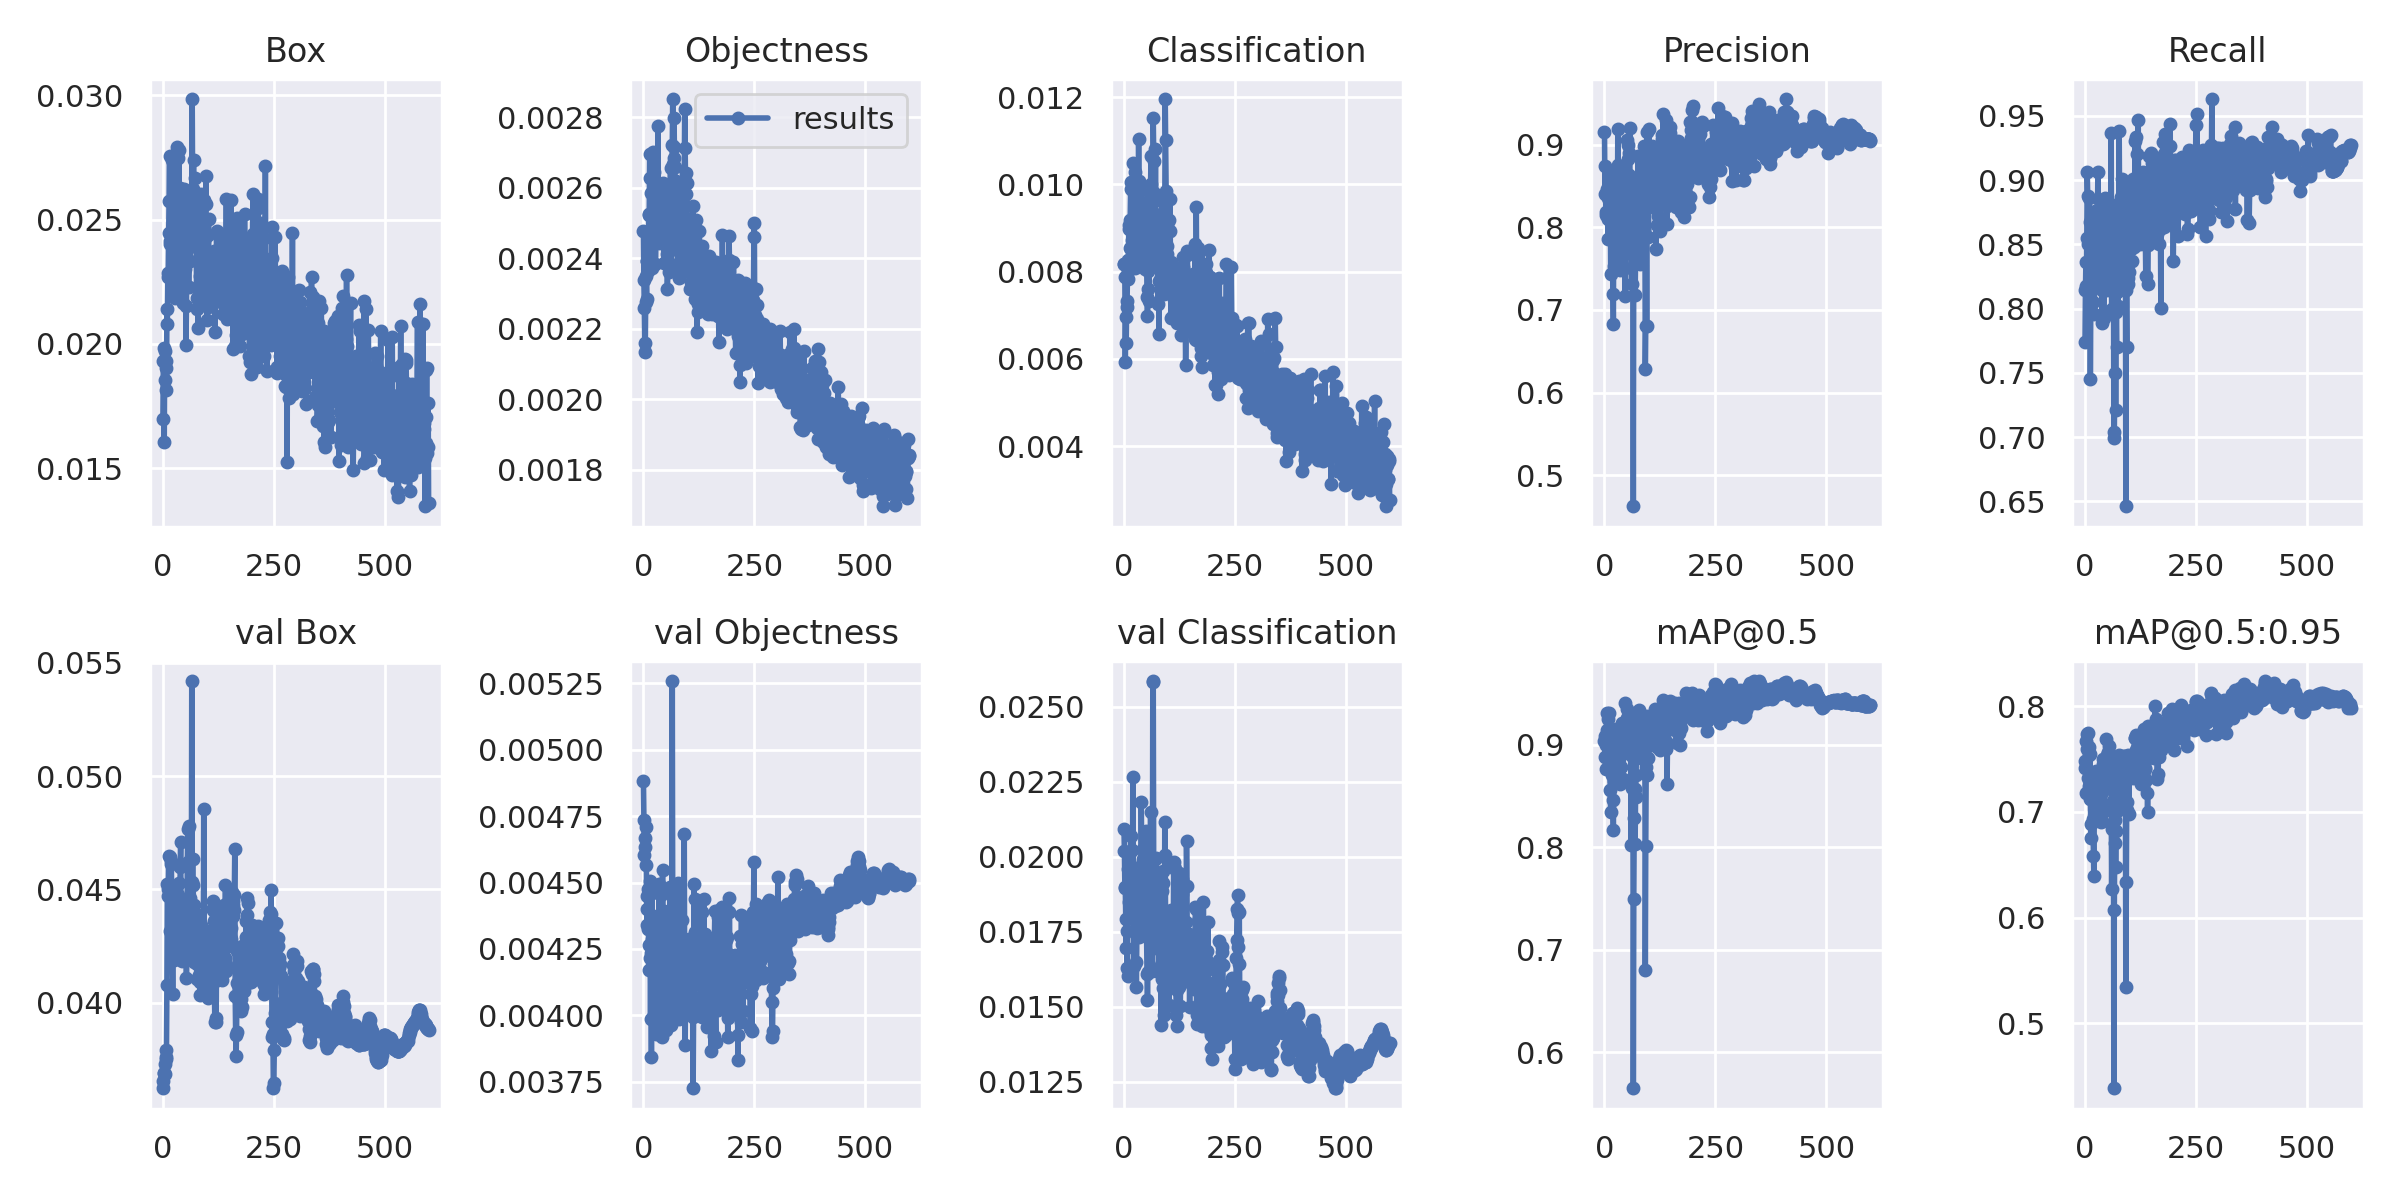 Box
Objectness
Classification
Precision
Recall
0.030
0.025
0.020
0.015
0 250 500
results
0.0028
0.0026
0.0024
0.0022
0.0020
0.0018
0 250 500
0.012
0.010
0.008
0.006
0.004
0 250 500
0.9
0.8
0.7
0.6
0.5
0 250 500
0.95
0.90
0.85
0.80
0.75
0.70
0.65
0 250 500
val Box
val Objectness
val Classification
mAP@0.5
mAP@0.5:0.95
0.055
0.050
0.045
0.040
0 250 500
0.00525
0.00500
0.00475
0.00450
0.00425
0.00400
0.00375
0 250 500
0.0250
0.0225
0.0200
0.0175
0.0150
0.0125
0 250 500
0.9
0.8
0.7
0.6
0 250 500
0.8
0.7
0.6
0.5
0 250 500